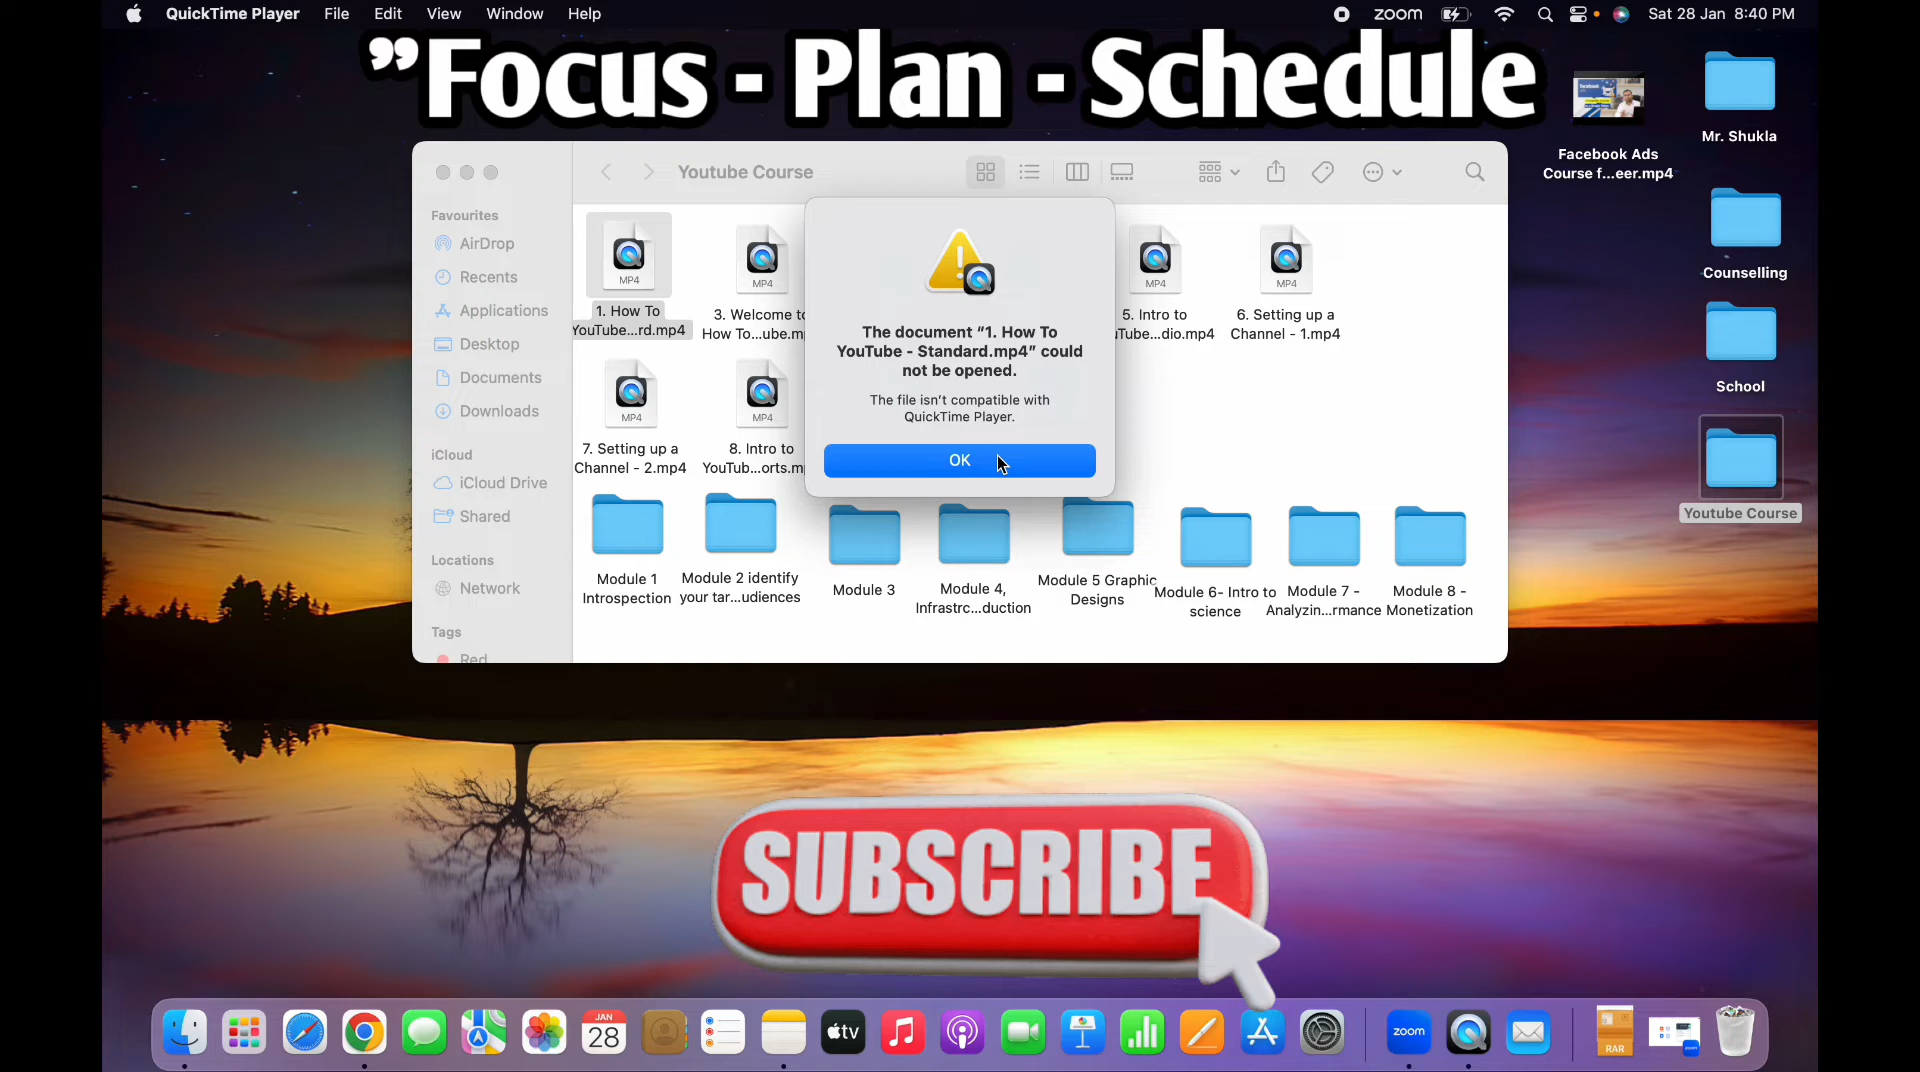 QuickTime Player File Edit View Window Help zoom Sat 28 Jan 8:40 PM
”Focus - Plan - Schedule
Mr. Shukla
Facebook Ads
Course f...eer.mp4
Counselling
School
Youtube Course
Youtube Course
Favourites
AirDrop
Recents
Applications
Desktop
Documents
Downloads
iCloud
iCloud Drive
Shared
Locations
Network
Tags
Red
MP4
1. How To
YouTube...rd.mp4
MP4
3. Welcome to
How To...ube.m
MP4
5. Intro to
uTube...dio.mp4
MP4
6. Setting up a
Channel - 1.mp4
MP4
7. Setting up a
Channel - 2.mp4
MP4
8. Intro to
YouTub...orts.m
The document “1. How To
YouTube - Standard.mp4” could
not be opened.
The file isn't compatible with
QuickTime Player.
OK
Module 1
Introspection
Module 2 identify
your tar...udiences
Module 3
Module 4,
Infrastrc...duction
Module 5 Graphic
Designs
Module 6- Intro to
science
Module 7 -
Analyzin...rmance
Module 8 -
Monetization
SUBSCRIBE
JAN
28
tv
zoom
RAR